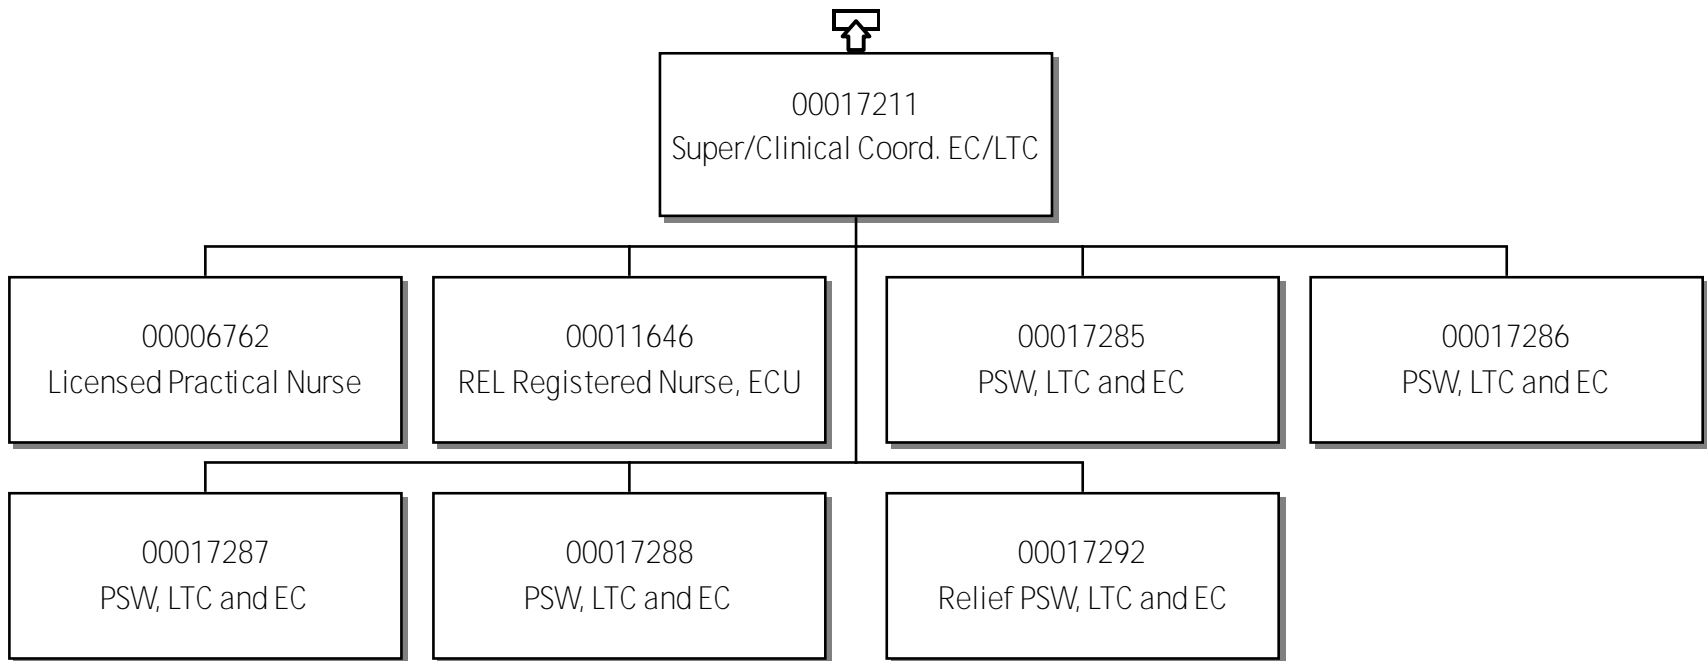 00017211
Super/Clinical Coord. EC/LTC
00006762
Licensed Practical Nurse
00011646
REL Registered Nurse, ECU
00017285
PSW, LTC and EC
00017286
PSW, LTC and EC
00017287
PSW, LTC and EC
00017288
PSW, LTC and EC
00017292
Relief PSW, LTC and EC